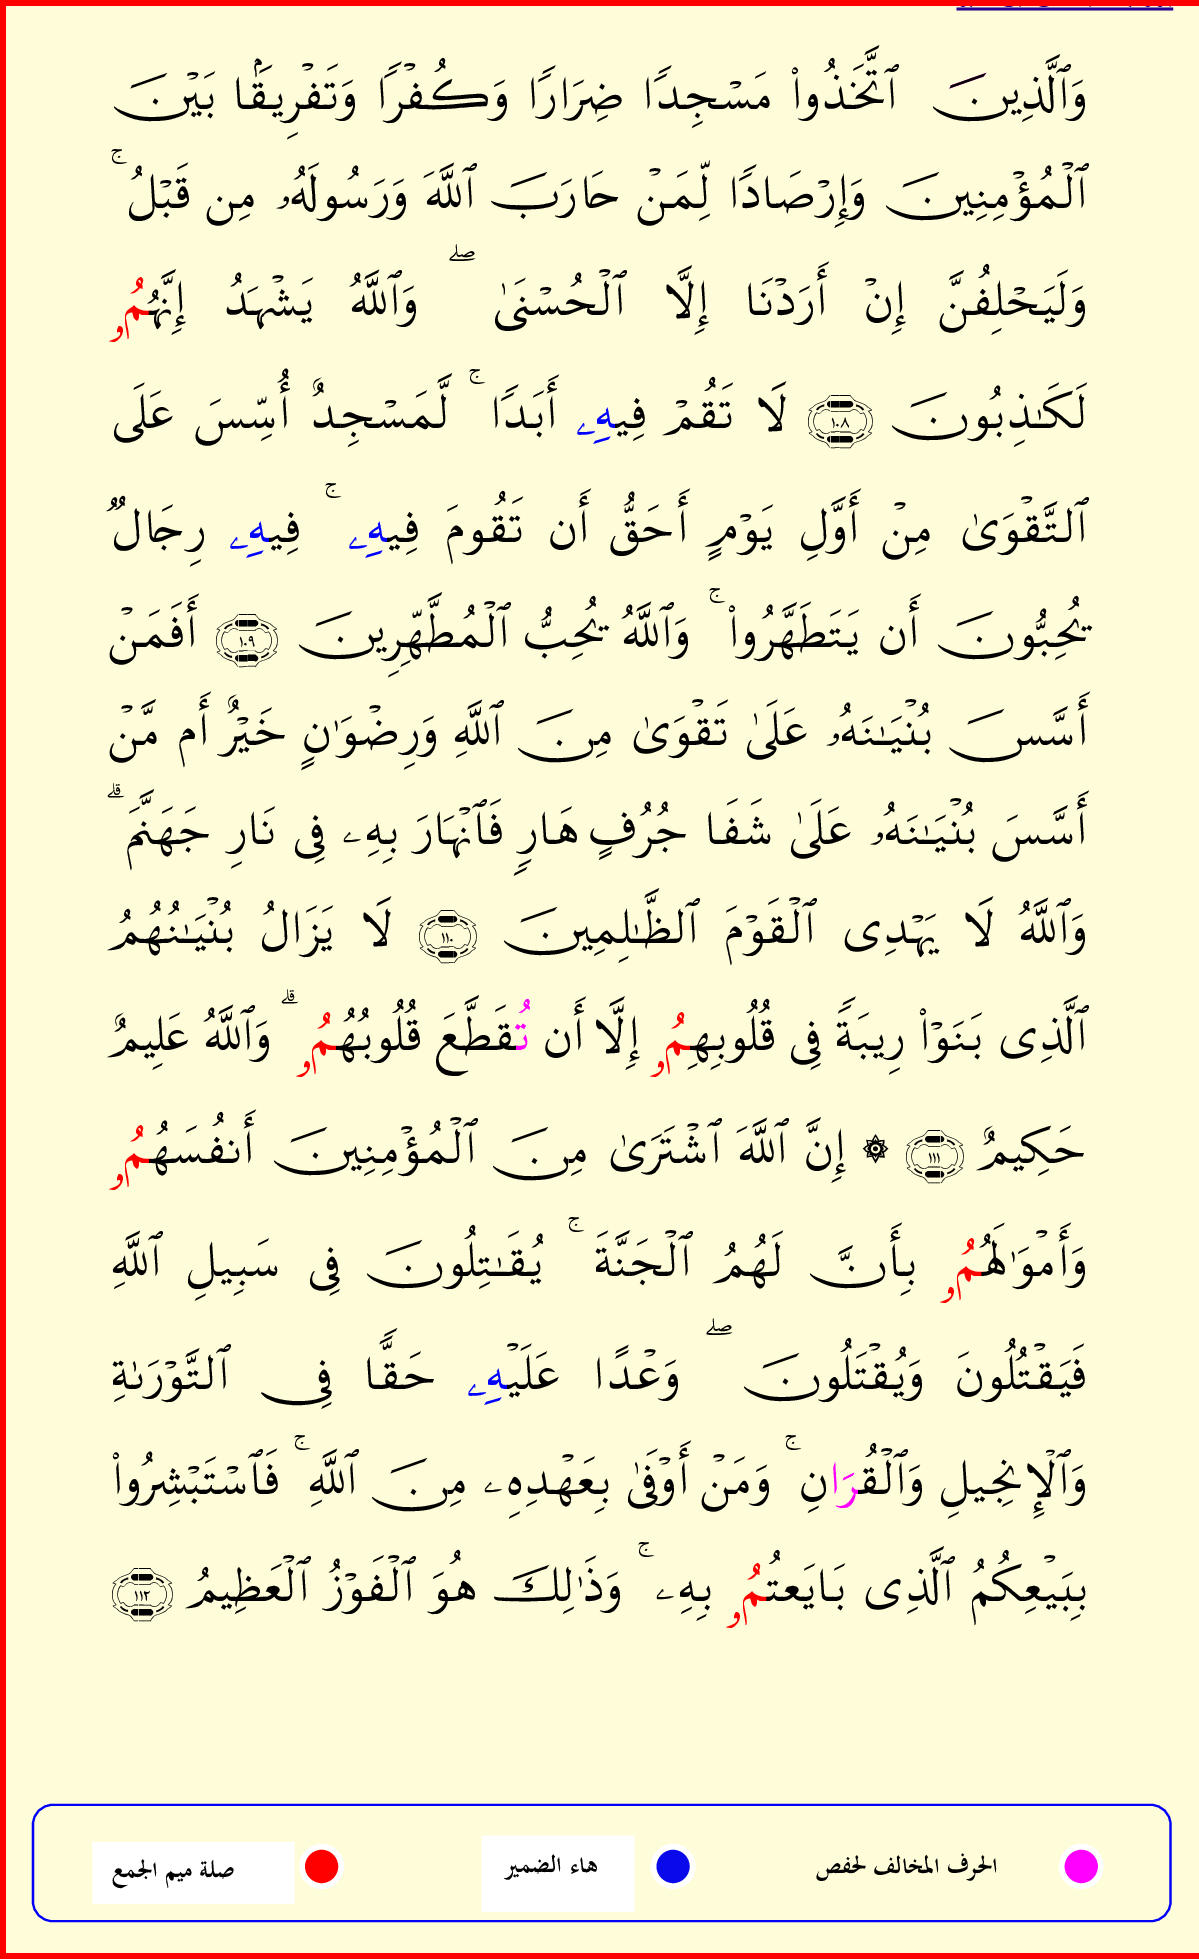 وَٱلَّذِينَ ٱتَّخَذُوا۟ مَسْجِدًا ضِرَارًا وَكُفْرًا وَتَفْرِيقًۢا بَيْنَ
ٱلْمُؤْمِنِينَ وَإِرْصَادًا لِّمَنْ حَارَبَ ٱللَّهَ وَرَسُولَهُۥ مِن قَبْلُ ۚ
وَلَيَحْلِفُنَّ إِنْ أَرَدْنَا إِلَّا ٱلْحُسْنَىٰ ۖ وَٱللَّهُ يَشْهَدُ إِنَّهُمُۥ
لَكَـٰذِبُونَ ١٠٨ لَا تَقُمْ فِيهِۦ أَبَدًا ۚ لَّمَسْجِدٌ أُسِّسَ عَلَى
ٱلتَّقْوَىٰ مِنْ أَوَّلِ يَوْمٍ أَحَقُّ أَن تَقُومَ فِيهِۦ ۚ فِيهِۦ رِجَالٌ
يُحِبُّونَ أَن يَتَطَهَّرُوا۟ ۚ وَٱللَّهُ يُحِبُّ ٱلْمُطَّهِّرِينَ ١٠٩ أَفَمَنْ
أَسَّسَ بُنْيَـٰنَهُۥ عَلَىٰ تَقْوَىٰ مِنَ ٱللَّهِ وَرِضْوَٰنٍ خَيْرٌ أَم مَّنْ
أَسَّسَ بُنْيَـٰنَهُۥ عَلَىٰ شَفَا جُرُفٍ هَارٍ فَٱنْهَارَ بِهِۦ فِى نَارِ جَهَنَّمَ ۗ
وَٱللَّهُ لَا يَهْدِى ٱلْقَوْمَ ٱلظَّـٰلِمِينَ ١١٠ لَا يَزَالُ بُنْيَـٰنُهُمُ
ٱلَّذِى بَنَوْا۟ رِيبَةً فِى قُلُوبِهِمُۥ إِلَّا أَن تُقَطَّعَ قُلُوبُهُمُۥ ۗ وَٱللَّهُ عَلِيمٌ
حَكِيمٌ ١١١ ۞ إِنَّ ٱللَّهَ ٱشْتَرَىٰ مِنَ ٱلْمُؤْمِنِينَ أَنفُسَهُمُۥ
وَأَمْوَٰلَهُمُۥ بِأَنَّ لَهُمُ ٱلْجَنَّةَ ۚ يُقَـٰتِلُونَ فِى سَبِيلِ ٱللَّهِ
فَيَقْتُلُونَ وَيُقْتَلُونَ ۖ وَعْدًا عَلَيْهِۦ حَقًّا فِى ٱلتَّوْرَىٰةِ
وَٱلْإِنجِيلِ وَٱلْقُرَانِ ۚ وَمَنْ أَوْفَىٰ بِعَهْدِهِۦ مِنَ ٱللَّهِ ۚ فَٱسْتَبْشِرُوا۟
بِبَيْعِكُمُ ٱلَّذِى بَايَعتُمُۥ بِهِۦ ۚ وَذَٰلِكَ هُوَ ٱلْفَوْزُ ٱلْعَظِيمُ ١١٢
الحرف المخالف لحفص هاء الضمير صلة ميم الجمع